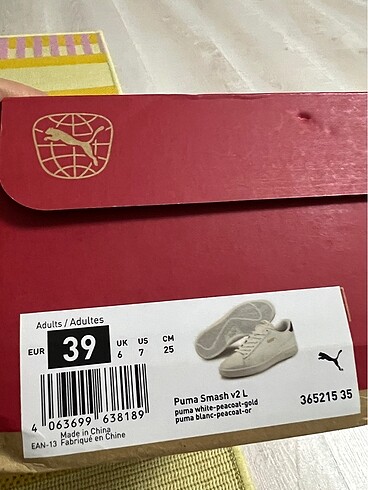 Adults / Adultes
EUR 39 UK 6 US 7 CM 25
Puma Smash v2 L
puma white-peacoat-gold
puma blanc-peacoat-or
365215 35
4 063699 638189
Made in China
EAN-13 Fabriqué en Chine